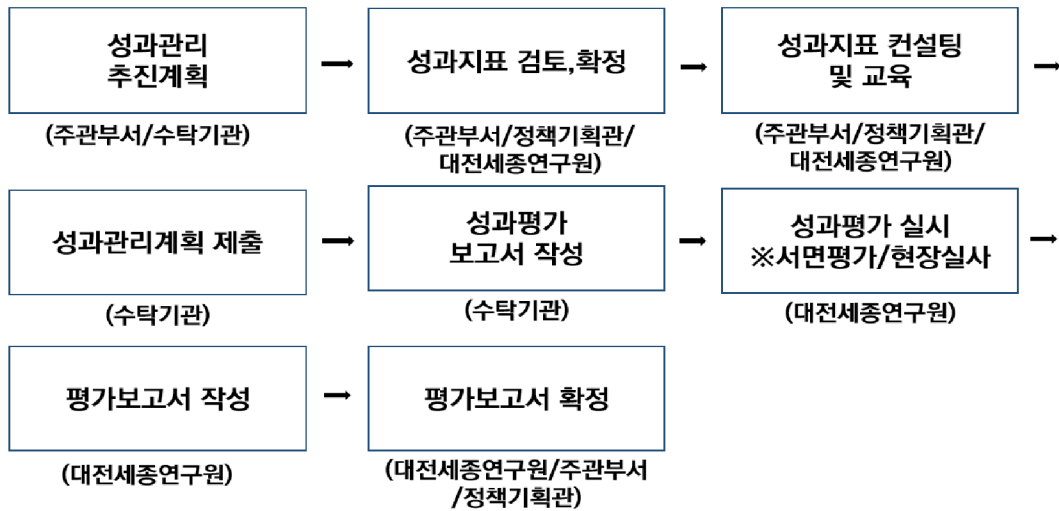 성과관리
추진계획
(주관부서/수탁기관)
성과지표 검토,확정
(주관부서/정책기획관/
대전세종연구원)
성과지표 컨설팅
및 교육
(주관부서/정책기획관/
대전세종연구원)
성과관리계획 제출
(수탁기관)
성과평가
보고서 작성
(수탁기관)
성과평가 실시
※서면평가/현장실사
(대전세종연구원)
평가보고서 작성
(대전세종연구원)
평가보고서 확정
(대전세종연구원/주관부서
/정책기획관)